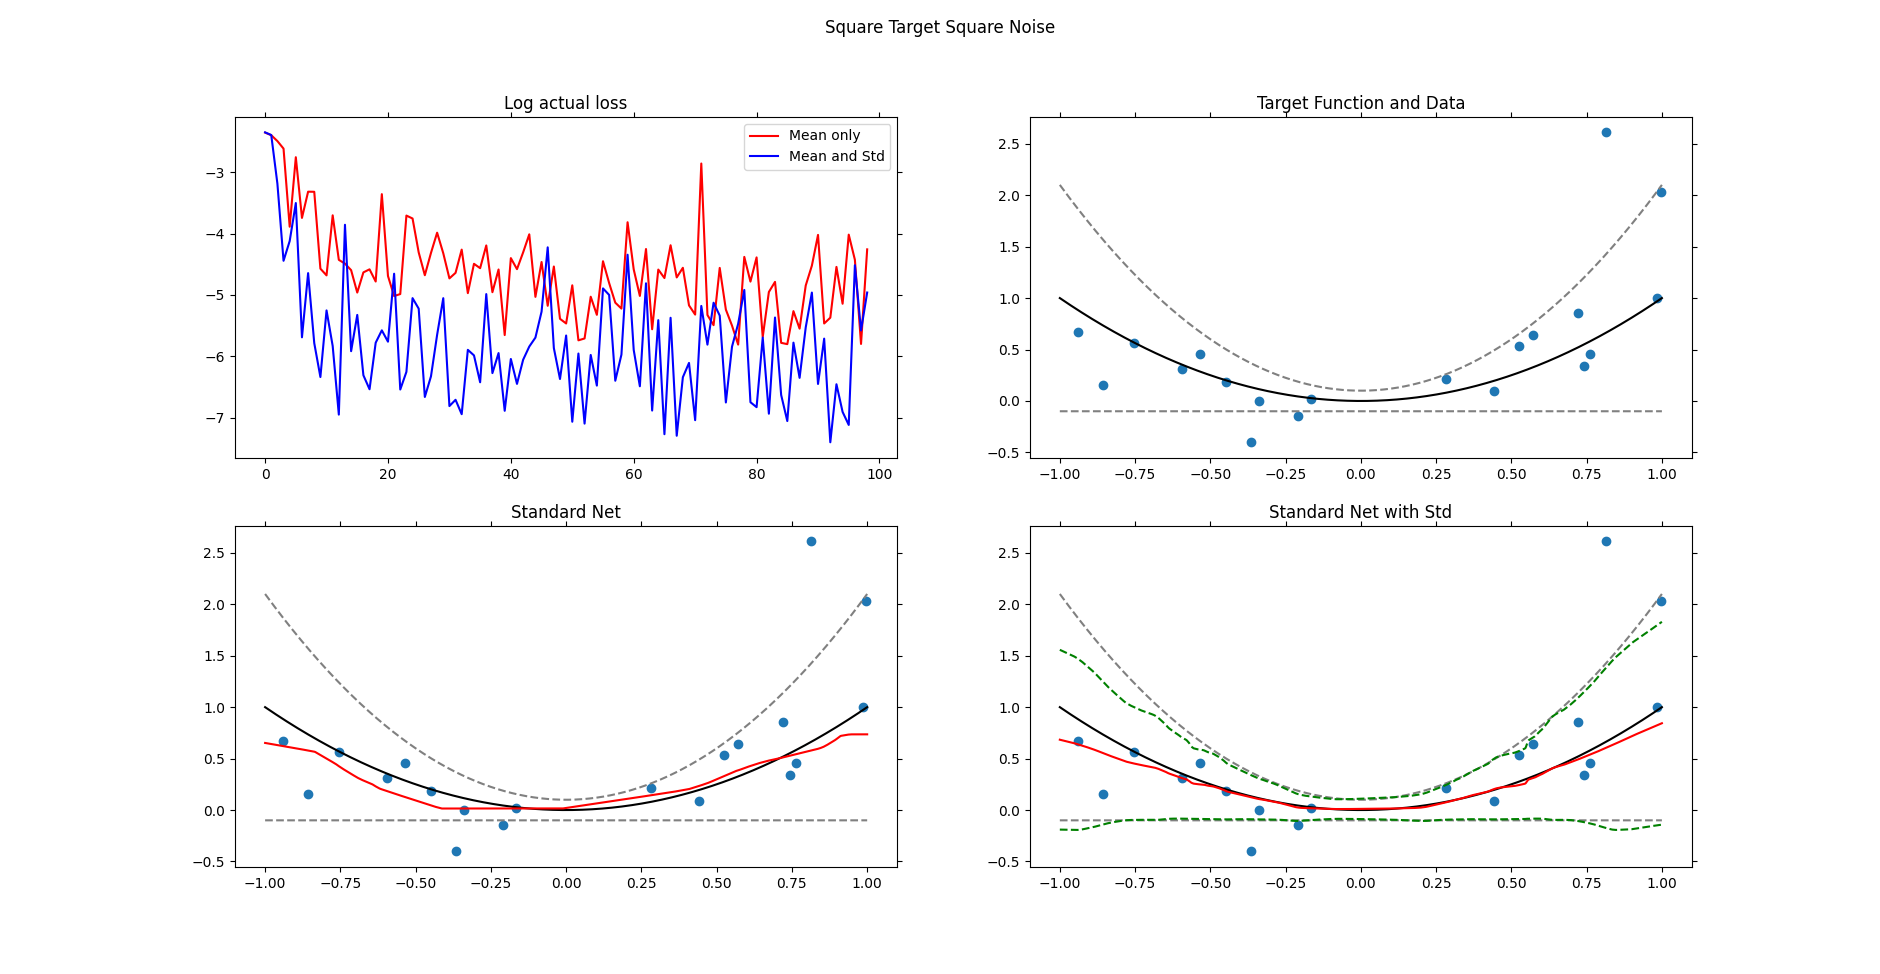 Square Target Square Noise
Log actual loss
Mean only
Mean and Std
−3
−4
−5
−6
−7
0 20 40 60 80 100
Target Function and Data
2.5
2.0
1.5
1.0
0.5
0.0
−0.5
−1.00 −0.75 −0.50 −0.25 0.00 0.25 0.50 0.75 1.00
Standard Net
2.5
2.0
1.5
1.0
0.5
0.0
−0.5
−1.00 −0.75 −0.50 −0.25 0.00 0.25 0.50 0.75 1.00
Standard Net with Std
2.5
2.0
1.5
1.0
0.5
0.0
−0.5
−1.00 −0.75 −0.50 −0.25 0.00 0.25 0.50 0.75 1.00